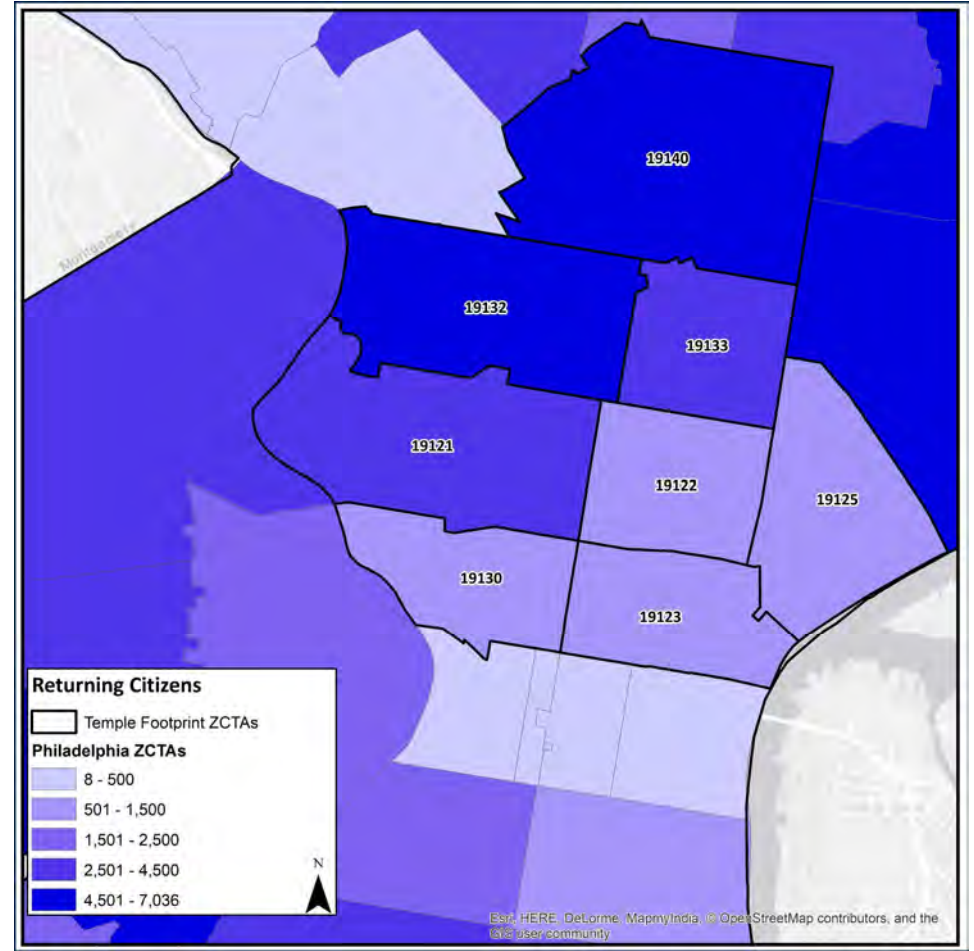 19140
Montgomery
19132
19133
19121
19122
19125
19130
19123
Returning Citizens
Temple Footprint ZCTAs
Philadelphia ZCTAs
8 - 500
501 - 1,500
1,501 - 2,500
2,501 - 4,500
4,501 - 7,036
N
Esri, HERE, DeLorme, MapmyIndia, © OpenStreetMap contributors, and the
GIS user community